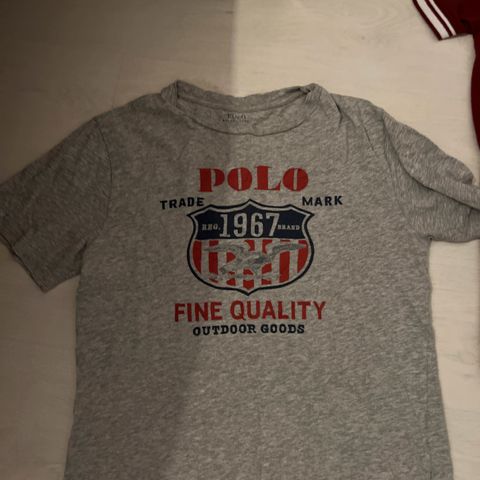 POLO
TRADE MARK
REG. 1967 BRAND
FINE QUALITY
OUTDOOR GOODS